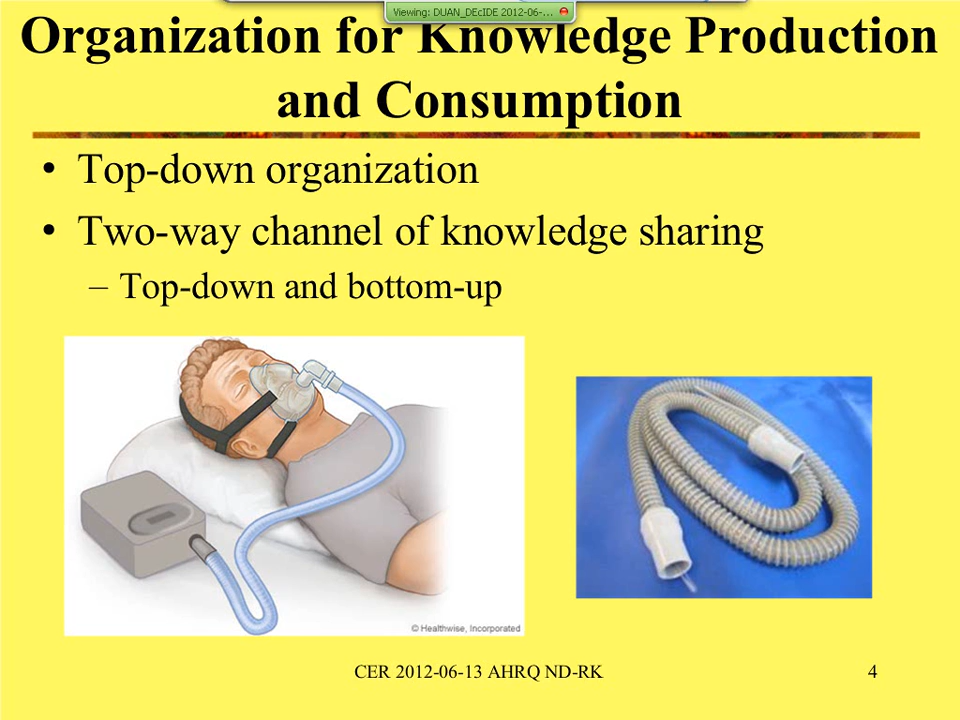 Viewing: DUAN_DEcIDE 2012-06-...
Organization for Knowledge Production
and Consumption
• Top-down organization
• Two-way channel of knowledge sharing
– Top-down and bottom-up
© Healthwise, Incorporated
CER 2012-06-13 AHRQ ND-RK
4